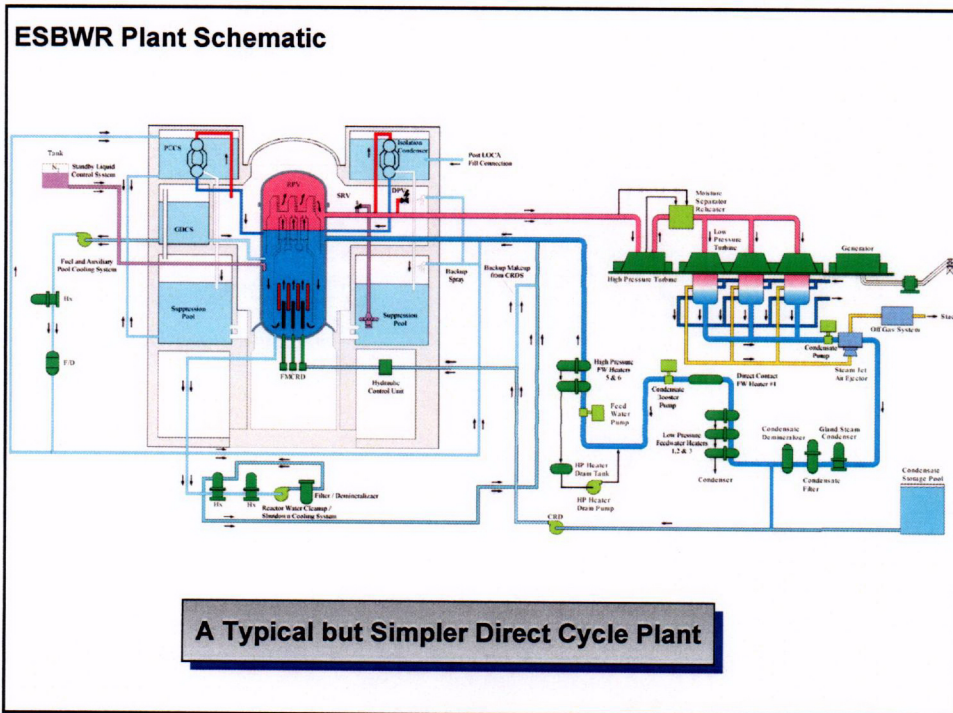 ESBWR Plant Schematic
Tank
N2
Standby Liquid
Control System
PCCS
Isolation
Condenser
Post LOCA
Fill Connection
RPV
SRV
DPV
GDCS
Fuel and Auxiliary
Pool Cooling System
Hx
F/D
Suppression
Pool
Suppression
Pool
Backup
Spray
Backup Makeup
from CRDS
FMCRD
Hydraulic
Control Unit
Hx
Hx
Filter / Demineralizer
Reactor Water Cleanup /
Shutdown Cooling System
Moisture
Separator
Reheater
Low
Pressure
Turbine
Generator
High Pressure Turbine
Off Gas System
Stack
Condensate
Pump
Steam Jet
Air Ejector
High Pressure
FW Heaters
5 & 6
Condensate
Booster
Pump
Direct Contact
FW Heater #4
Feed
Water
Pump
Low Pressure
Feedwater Heaters
1,2 & 3
Condenser
Condensate
Demineralizer
Gland Steam
Condenser
Condensate
Filter
Condensate
Storage Pool
HP Heater
Drain Tank
HP Heater
Drain Pump
CRD
A Typical but Simpler Direct Cycle Plant